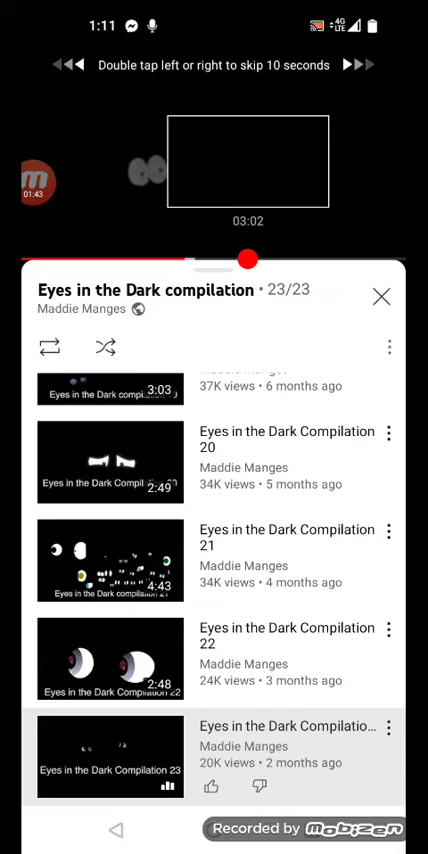 1:11
4G
LTE
Double tap left or right to skip 10 seconds
01:43
03:02
Eyes in the Dark compilation • 23/23
Maddie Manges
Maddie Manges
37K views • 6 months ago
3:03
Eyes in the Dark Compilation
20
Maddie Manges
34K views • 5 months ago
2:49
Eyes in the Dark Compilation
21
Maddie Manges
34K views • 4 months ago
4:43
Eyes in the Dark compilation 21
Eyes in the Dark Compilation
22
Maddie Manges
24K views • 3 months ago
2:48
Eyes in the Dark Compilation 22
Eyes in the Dark Compilatio...
Maddie Manges
20K views • 2 months ago
Eyes in the Dark Compilation 23
Recorded by MOBIZEN